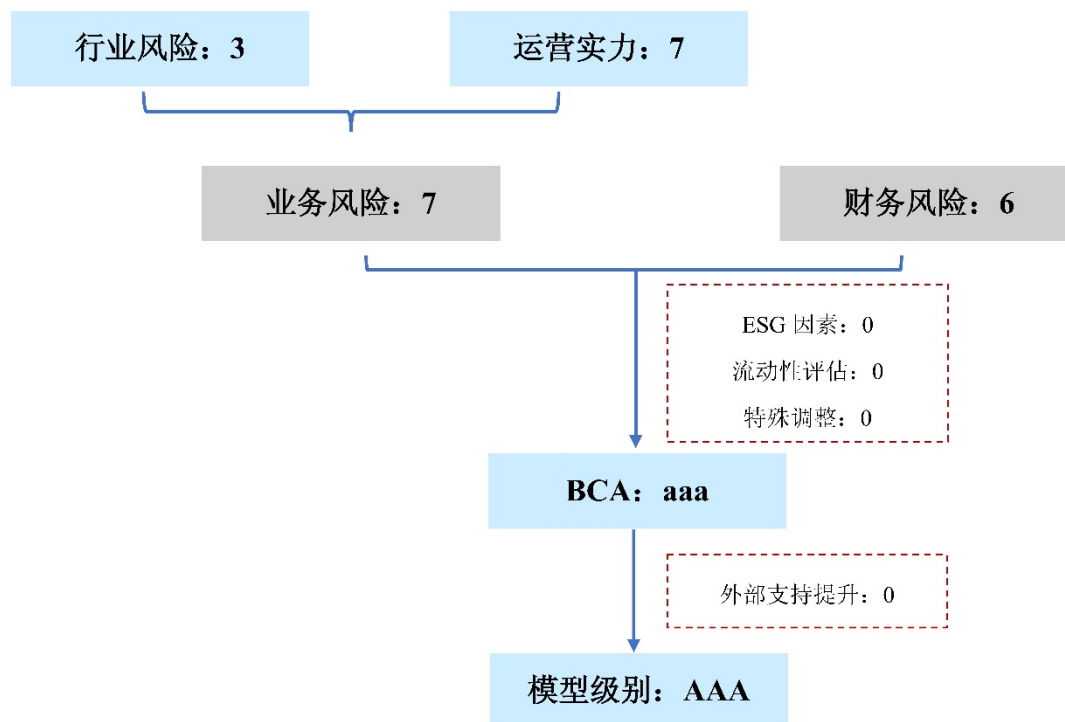 行业风险：3
运营实力：7
业务风险：7
财务风险：6
ESG 因素：0
流动性评估：0
特殊调整：0
BCA：aaa
外部支持提升：0
模型级别：AAA